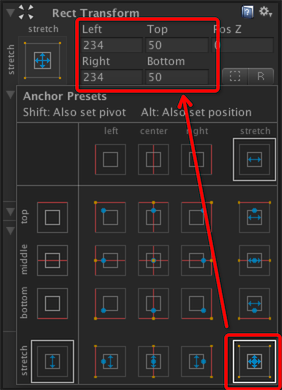 Rect Transform
stretch
Left Top Pos Z
234 50 0
stretch
Right Bottom
234 50
R
Anchor Presets
Shift: Also set pivot Alt: Also set position
left center right stretch
top
middle
bottom
stretch